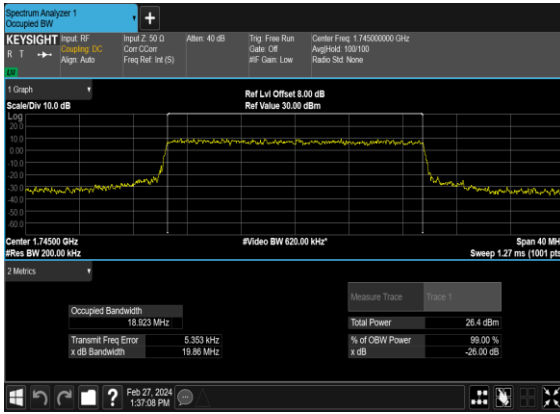 Spectrum Analyzer 1
Occupied BW
KEYSIGHT
R T
LW
Input: RF
Coupling: DC
Align: Auto
Input Z: 50 Ω
Corr CCorr
Freq Ref: Int (S)
Atten: 40 dB
Trig: Free Run
Gate: Off
#IF Gain: Low
Center Freq: 1.745000000 GHz
Avg|Hold: 100/100
Radio Std: None
1 Graph
Scale/Div 10.0 dB
Ref Lvl Offset 8.00 dB
Ref Value 30.00 dBm
Log
20.0
10.0
0.00
-10.0
-20.0
-30.0
-40.0
-50.0
-60.0
Center 1.74500 GHz
#Res BW 200.00 kHz
#Video BW 620.00 kHz*
Span 40 MH
Sweep 1.27 ms (1001 pts
2 Metrics
Measure Trace Trace 1
Occupied Bandwidth
18.923 MHz
Total Power 26.4 dBm
Transmit Freq Error 5.353 kHz
% of OBW Power 99.00 %
x dB Bandwidth 19.86 MHz
x dB -26.00 dB
Feb 27, 2024
1:37:08 PM